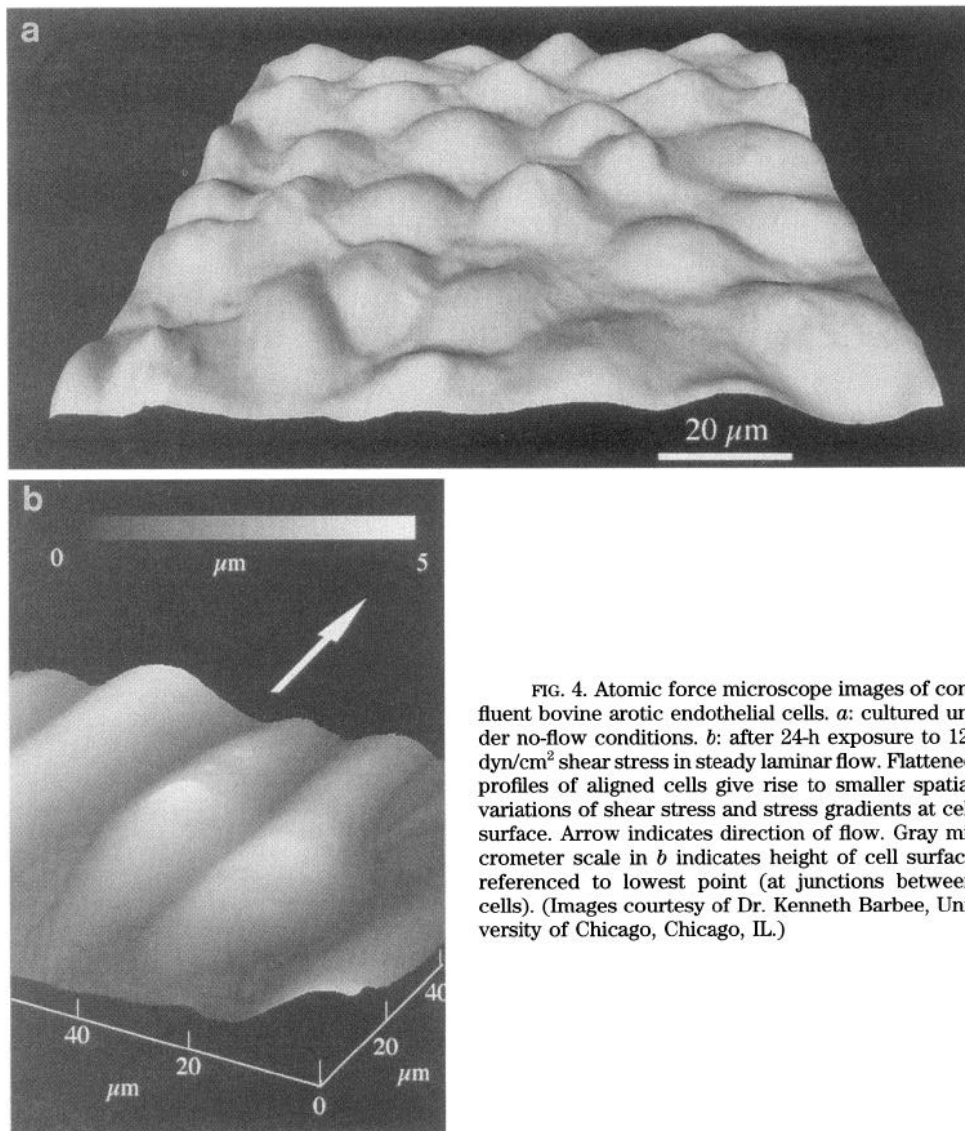 a
20 μm
b
0 μm 5
40
20
0
20
40
μm
μm
FIG. 4. Atomic force microscope images of con
fluent bovine arotic endothelial cells. a: cultured un
der no-flow conditions. b: after 24-h exposure to 12
dyn/cm² shear stress in steady laminar flow. Flattene
profiles of aligned cells give rise to smaller spatia
variations of shear stress and stress gradients at cel
surface. Arrow indicates direction of flow. Gray mi
crometer scale in b indicates height of cell surfac
referenced to lowest point (at junctions between
cells). (Images courtesy of Dr. Kenneth Barbee, Uni
versity of Chicago, Chicago, IL.)